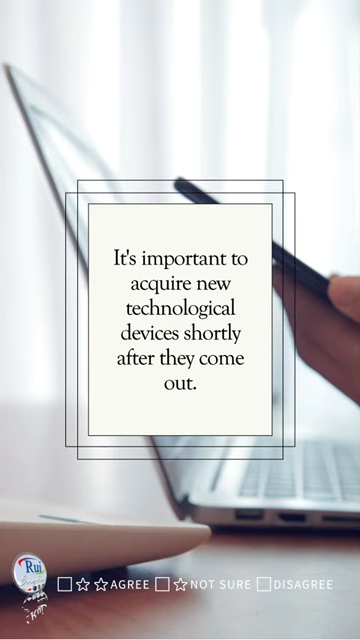 It's important to
acquire new
technological
devices shortly
after they come
out.
Rui
AGREE NOT SURE DISAGREE